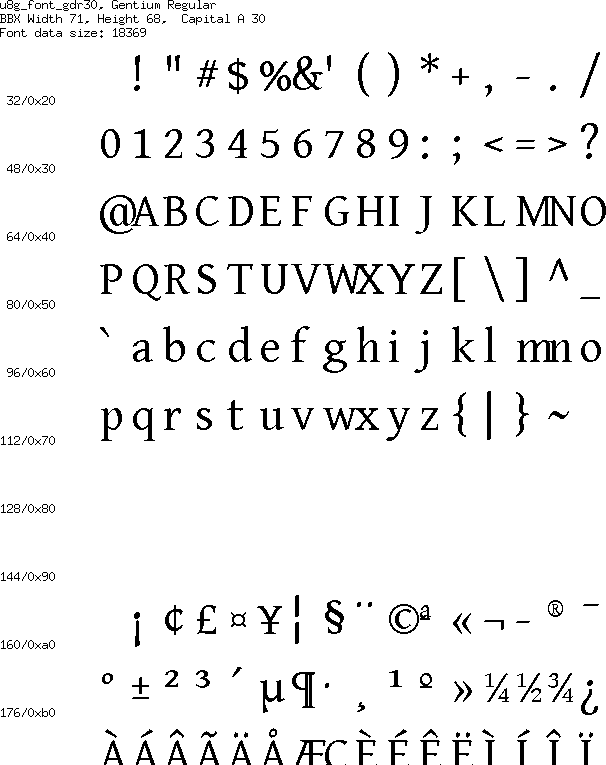 u8g_font_gdr30, Gentium Regular
BBX Width 71, Height 68,  Capital A 30
Font data size: 18369
32/0x20 ! " # $ % & ' ( ) * + , - . /
48/0x30 0 1 2 3 4 5 6 7 8 9 : ; < = > ?
64/0x40 @ A B C D E F G H I J K L M N O
80/0x50 P Q R S T U V W X Y Z [ \ ] ^ _
96/0x60 ` a b c d e f g h i j k l m n o
112/0x70 p q r s t u v w x y z { | } ~
128/0x80
144/0x90
160/0xa0 ¡ ¢ £ ¤ ¥ ¦ § ¨ © ª « ¬ - ® ¯
176/0xb0 ° ± ² ³ ´ µ ¶ · ¸ ¹ º » ¼ ½ ¾ ¿
À Á Â Ã Ä Å Æ Ç È É Ê Ë Ì Í Î Ï